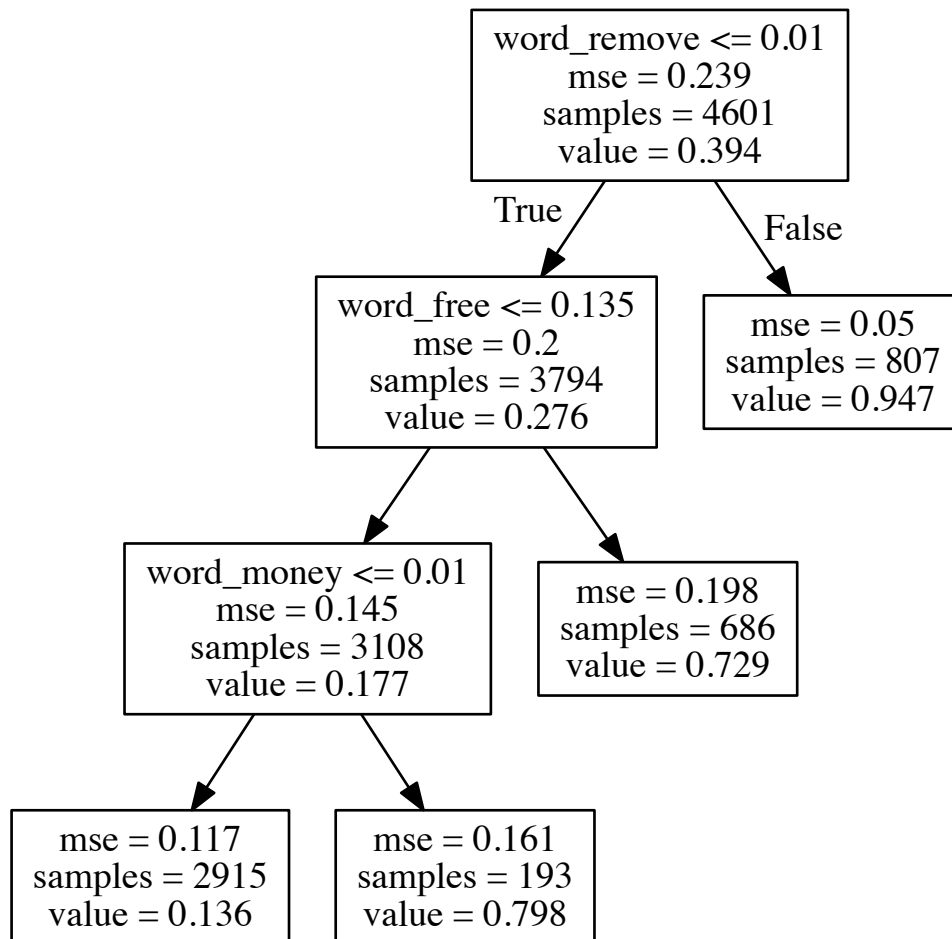 word_remove <= 0.01
mse = 0.239
samples = 4601
value = 0.394
True
False
word_free <= 0.135
mse = 0.2
samples = 3794
value = 0.276
mse = 0.05
samples = 807
value = 0.947
word_money <= 0.01
mse = 0.145
samples = 3108
value = 0.177
mse = 0.198
samples = 686
value = 0.729
mse = 0.117
samples = 2915
value = 0.136
mse = 0.161
samples = 193
value = 0.798